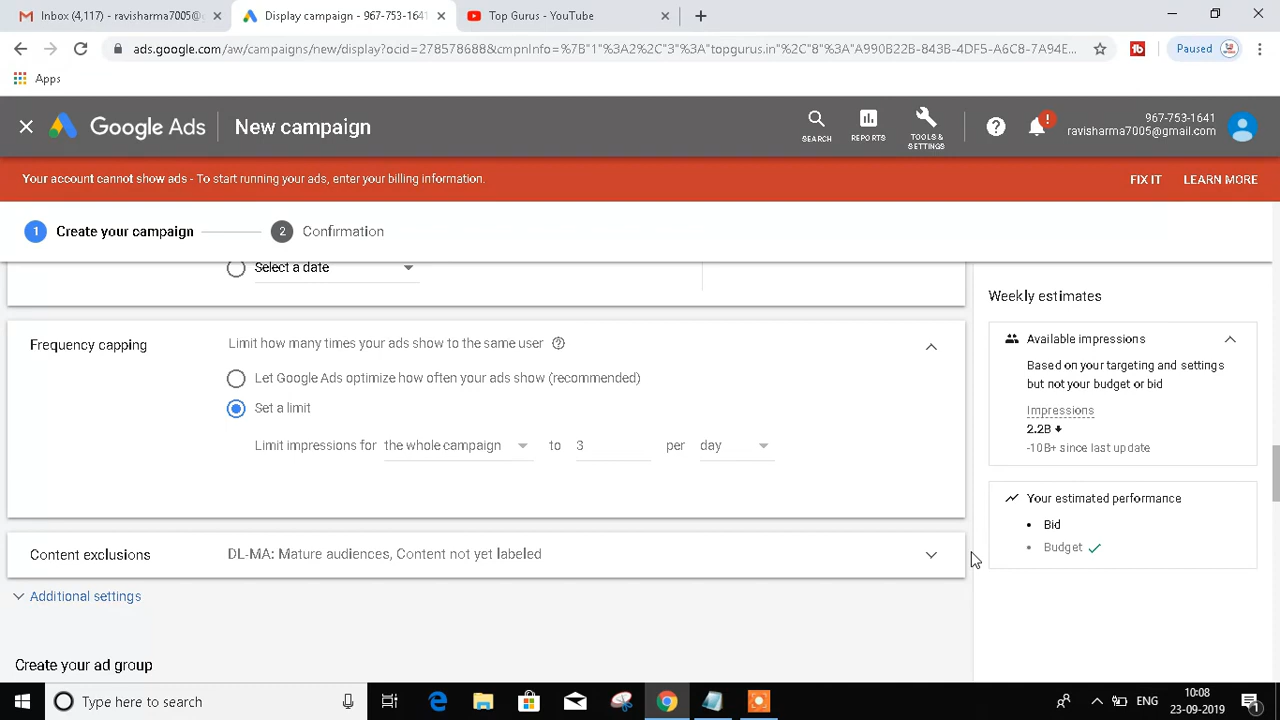 Inbox (4,117) - ravisharma7005@
Display campaign - 967-753-1641
Top Gurus - YouTube
ads.google.com/aw/campaigns/new/display?ocid=278578688&cmpnInfo=%7B"1"%3A2%2C"3"%3A"topgurus.in"%2C"8"%3A"A990B22B-843B-4DF5-A6C8-7A94E...
Paused
Apps
Google Ads
New campaign
SEARCH
REPORTS
TOOLS & SETTINGS
967-753-1641
ravisharma7005@gmail.com
Your account cannot show ads - To start running your ads, enter your billing information.
FIX IT
LEARN MORE
1 Create your campaign
2 Confirmation
Select a date
Weekly estimates
Frequency capping
Limit how many times your ads show to the same user
Let Google Ads optimize how often your ads show (recommended)
Set a limit
Limit impressions for the whole campaign to 3 per day
Available impressions
Based on your targeting and settings
but not your budget or bid
Impressions
2.2B
-10B+ since last update
Your estimated performance
• Bid
• Budget
Content exclusions
DL-MA: Mature audiences, Content not yet labeled
Additional settings
Create your ad group
Type here to search
ENG
10:08
23-09-2019